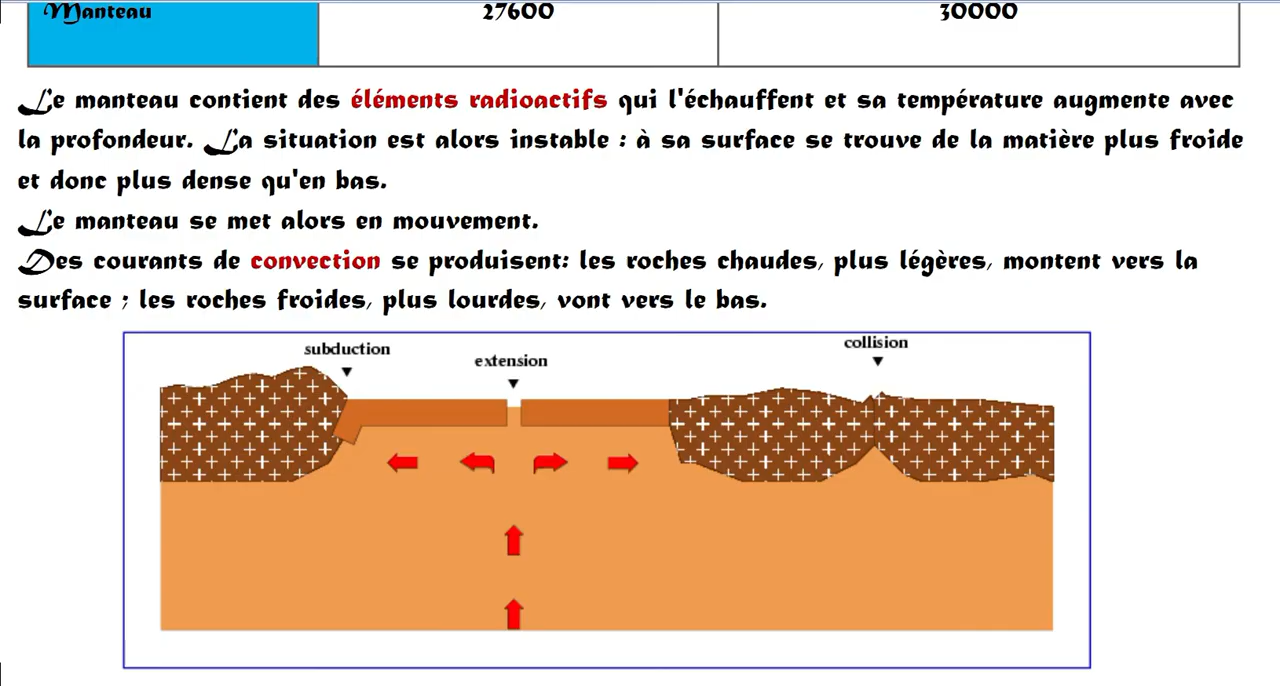 Manteau 27600 30000
Le manteau contient des éléments radioactifs qui l'échauffent et sa température augmente avec
la profondeur. La situation est alors instable : à sa surface se trouve de la matière plus froide
et donc plus dense qu'en bas.
Le manteau se met alors en mouvement.
Des courants de convection se produisent: les roches chaudes, plus légères, montent vers la
surface ; les roches froides, plus lourdes, vont vers le bas.
subduction
extension
collision